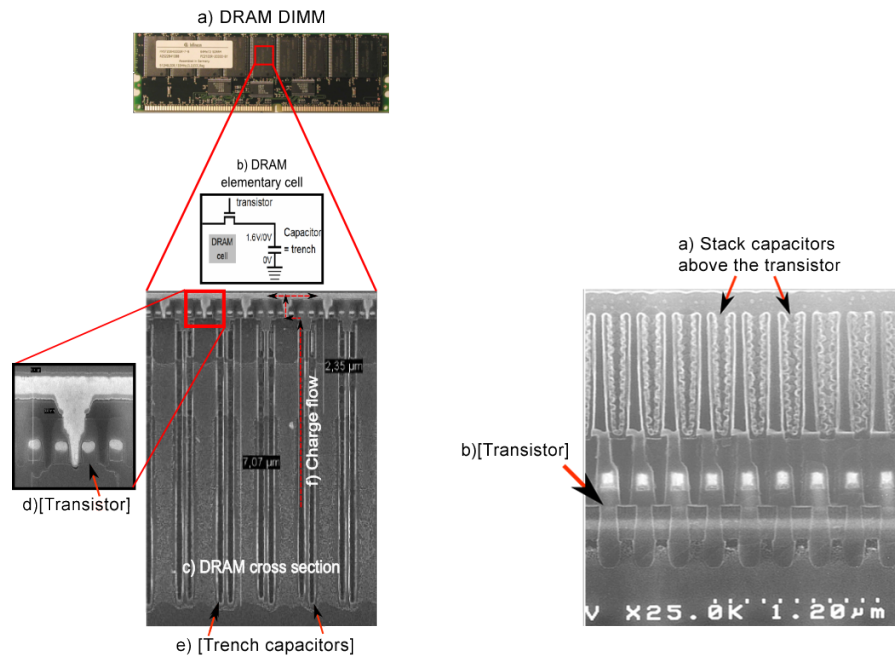 a) DRAM DIMM
b) DRAM
elementary cell
transistor
1.6V/0V
Capacitor
= trench
DRAM
cell
0V
2,35 µm
7,07 µm
f) Charge flow
d)[Transistor]
c) DRAM cross section
e) [Trench capacitors]
a) Stack capacitors
above the transistor
b)[Transistor]
V X25.0K 1.20µm